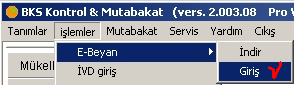 BKS Kontrol & Mutabakat (vers. 2.003.08 Pro V
Tanımlar işlemler Mutabakat Servis Yardım Çıkış
E-Beyan İndir
Mükell İVD giriş Giriş